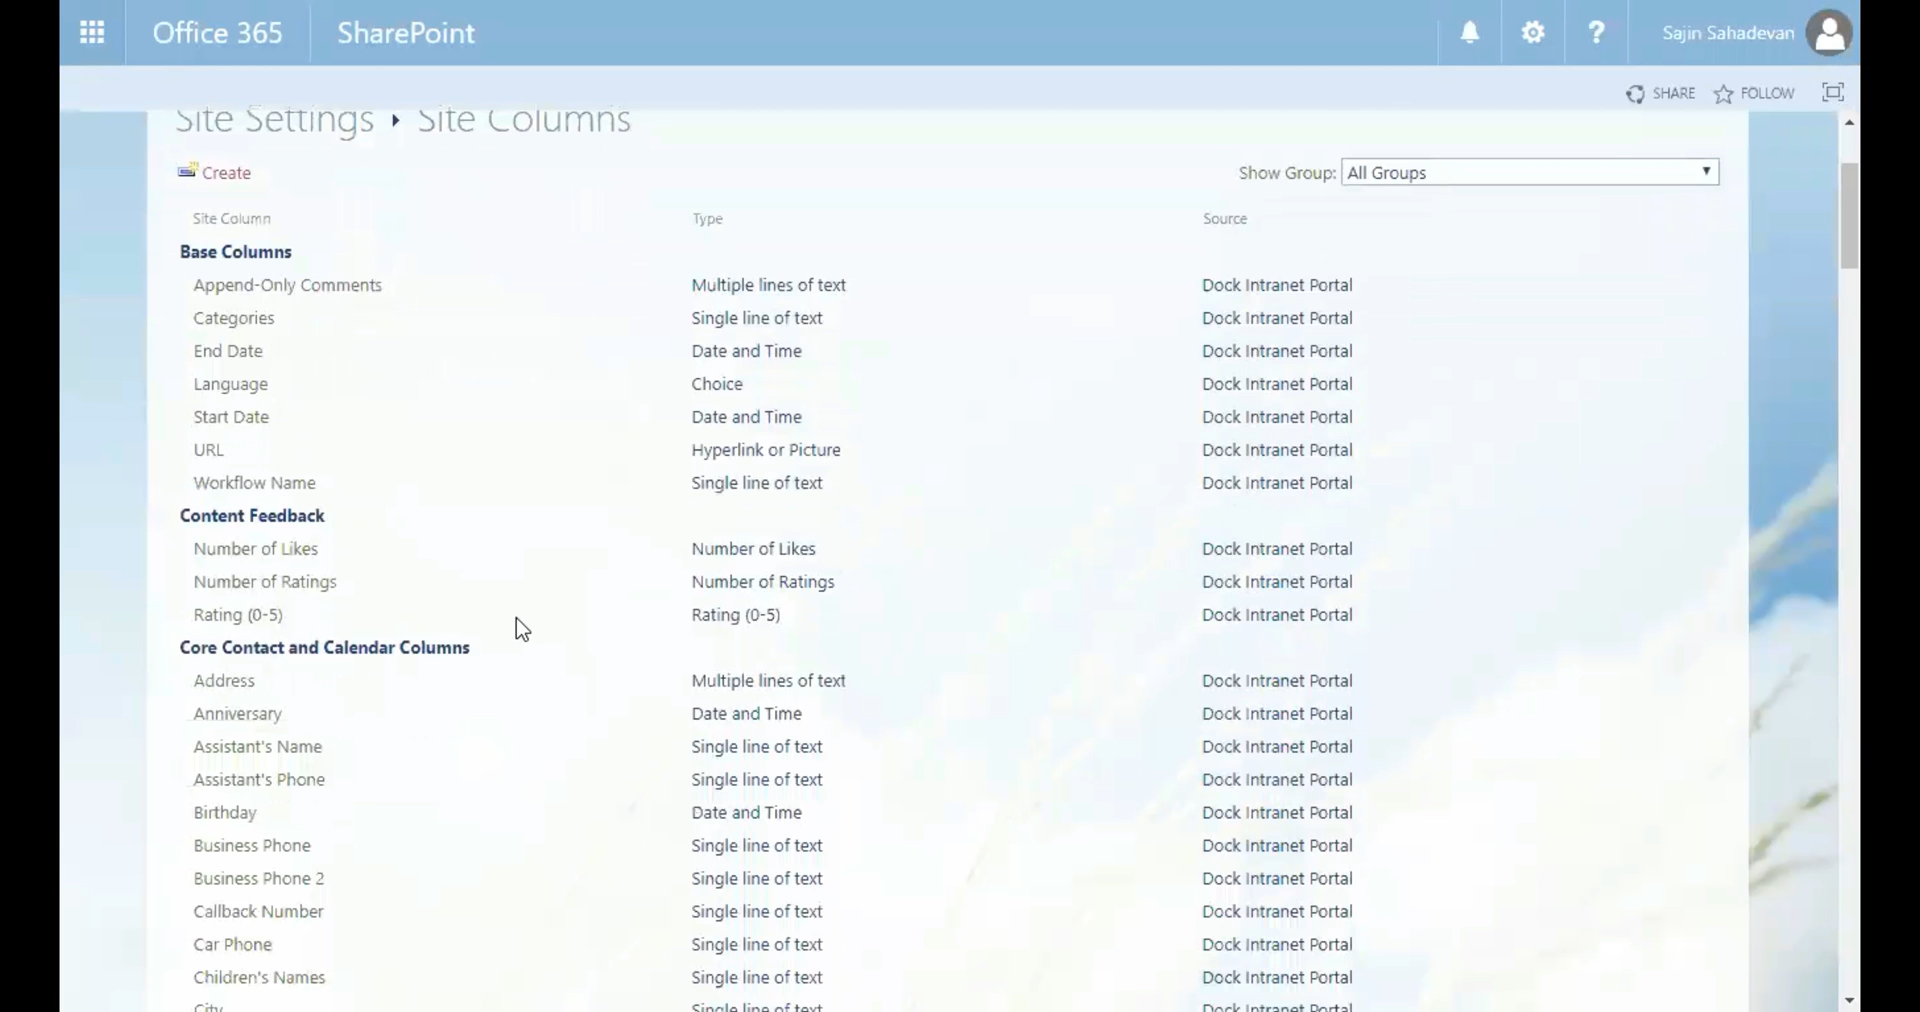 Office 365 SharePoint ? Sajin Sahadevan
SHARE FOLLOW
Site Settings ▸ Site Columns
Create Show Group: All Groups
Site Column Type Source
Base Columns
Append-Only Comments Multiple lines of text Dock Intranet Portal
Categories Single line of text Dock Intranet Portal
End Date Date and Time Dock Intranet Portal
Language Choice Dock Intranet Portal
Start Date Date and Time Dock Intranet Portal
URL Hyperlink or Picture Dock Intranet Portal
Workflow Name Single line of text Dock Intranet Portal
Content Feedback
Number of Likes Number of Likes Dock Intranet Portal
Number of Ratings Number of Ratings Dock Intranet Portal
Rating (0-5) Rating (0-5) Dock Intranet Portal
Core Contact and Calendar Columns
Address Multiple lines of text Dock Intranet Portal
Anniversary Date and Time Dock Intranet Portal
Assistant's Name Single line of text Dock Intranet Portal
Assistant's Phone Single line of text Dock Intranet Portal
Birthday Date and Time Dock Intranet Portal
Business Phone Single line of text Dock Intranet Portal
Business Phone 2 Single line of text Dock Intranet Portal
Callback Number Single line of text Dock Intranet Portal
Car Phone Single line of text Dock Intranet Portal
Children's Names Single line of text Dock Intranet Portal
City Single line of text Dock Intranet Portal